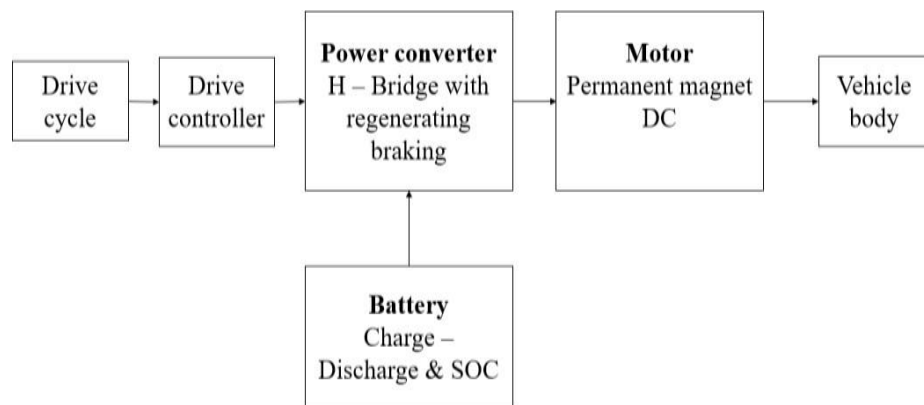 Drive
cycle
Drive
controller
Power converter
H – Bridge with
regenerating
braking
Motor
Permanent magnet
DC
Vehicle
body
Battery
Charge –
Discharge & SOC